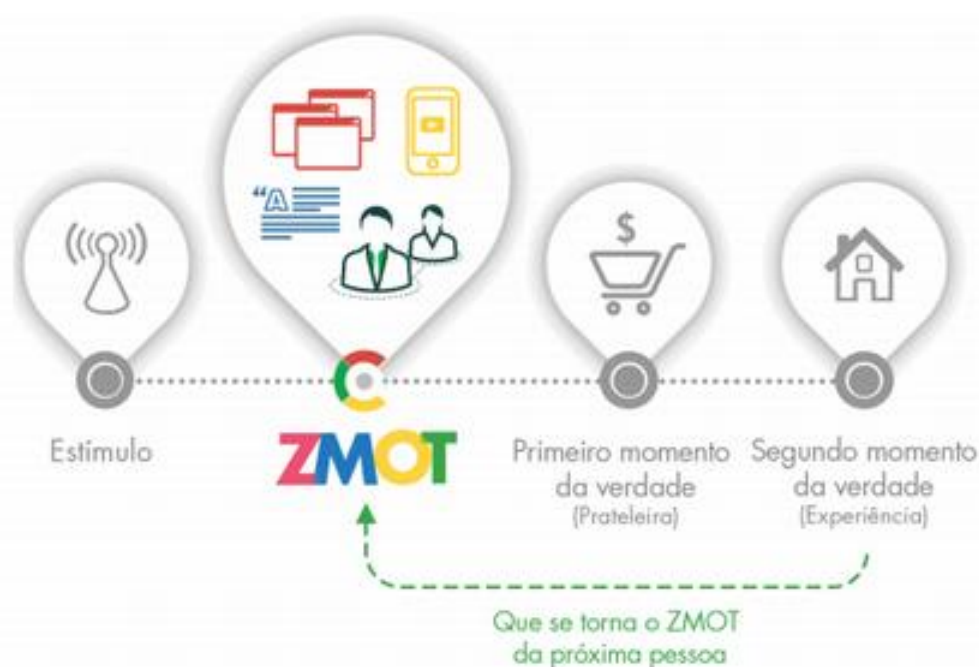 “A
$
Estímulo
ZMOT
Primeiro momento
da verdade
(Prateleira)
Segundo momento
da verdade
(Experiência)
Que se torna o ZMOT
da próxima pessoa